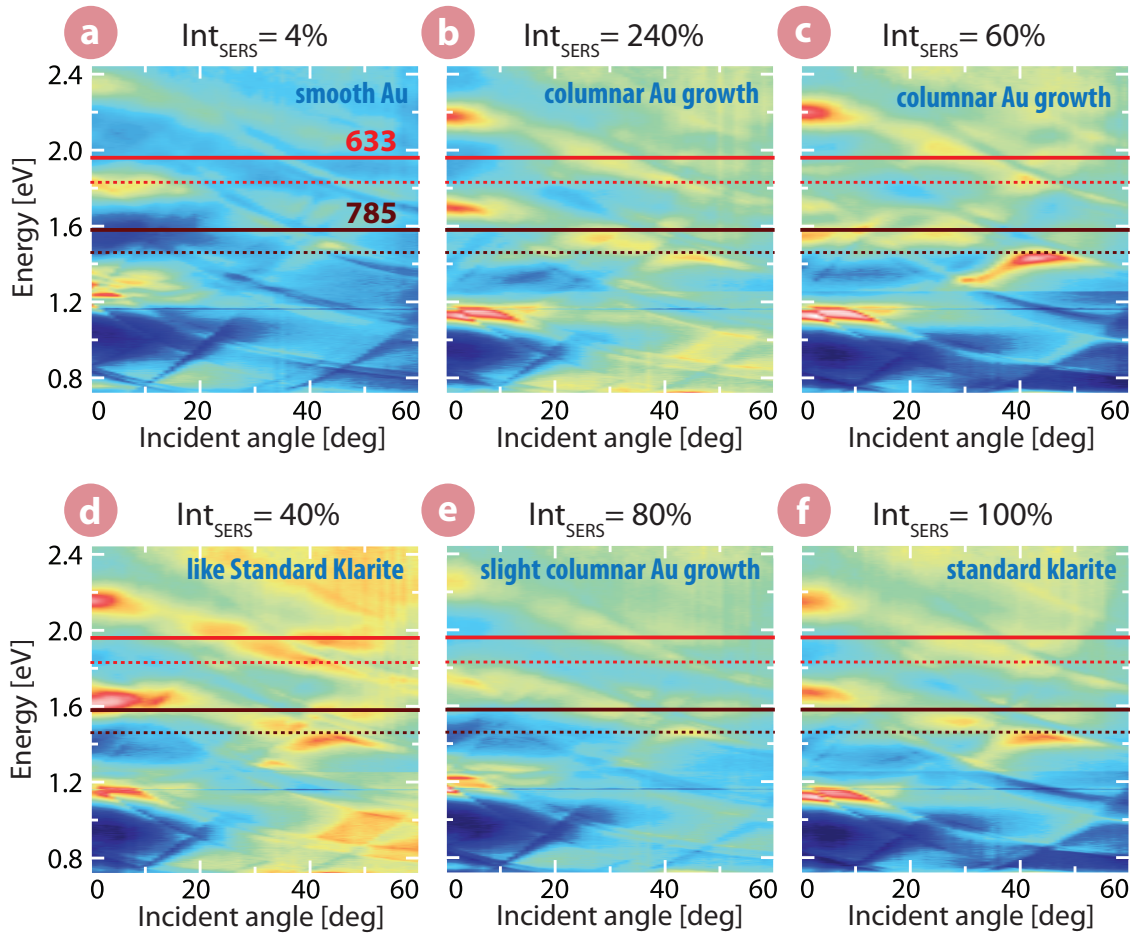 a Int_SERS= 4%
b Int_SERS= 240%
c Int_SERS= 60%
Energy [eV]
2.4
2.0
1.6
1.2
0.8
smooth Au
633
785
columnar Au growth
columnar Au growth
0 20 40 60
0 20 40 60
0 20 40 60
Incident angle [deg]
Incident angle [deg]
Incident angle [deg]
d Int_SERS= 40%
e Int_SERS= 80%
f Int_SERS= 100%
Energy [eV]
2.4
2.0
1.6
1.2
0.8
like Standard Klarite
slight columnar Au growth
standard klarite
0 20 40 60
0 20 40 60
0 20 40 60
Incident angle [deg]
Incident angle [deg]
Incident angle [deg]